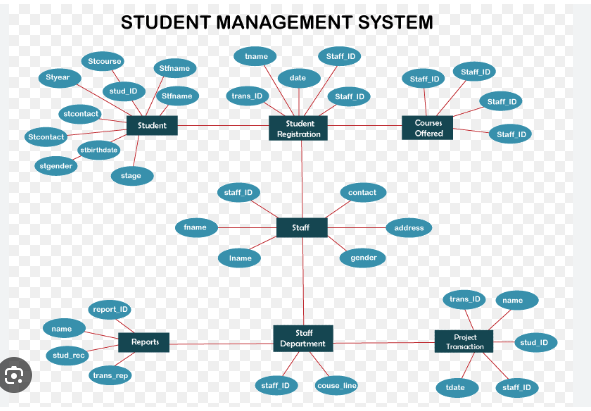 STUDENT MANAGEMENT SYSTEM
Stcourse
Styear
stud_ID
Stfname
Stfname
stcontact
Stcontact
stbirthdate
stgender
stage
Student
tname
Staff_ID
date
trans_ID
Staff_ID
Student
Registration
Staff_ID
Staff_ID
Staff_ID
Staff_ID
Courses
Offered
staff_ID
contact
fname
Staff
address
lname
gender
report_ID
name
Reports
stud_rec
trans_rep
Staff
Department
staff_ID
couse_line
trans_ID
name
Project
Tronsaction
stud_ID
tdate
staff_ID